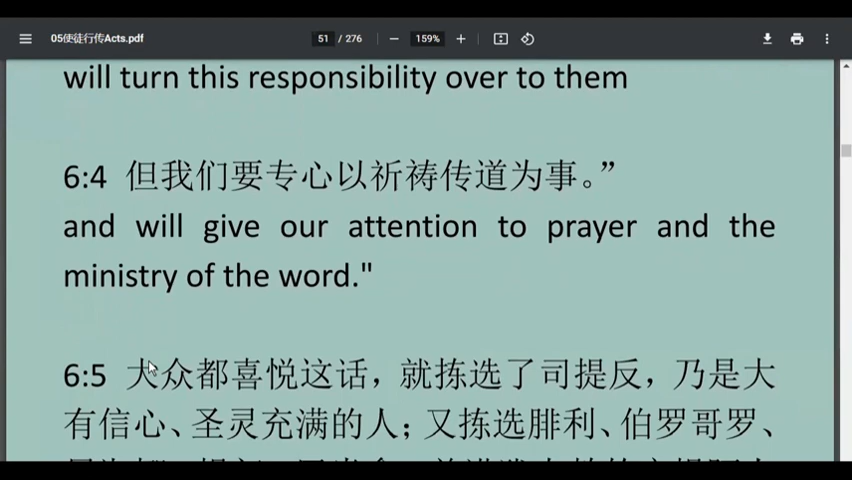 05使徒行传Acts.pdf
51 / 276
159%
will turn this responsibility over to them
6:4 但我们要专心以祈祷传道为事。”
and will give our attention to prayer and the
ministry of the word."
6:5 大众都喜悦这话，就拣选了司提反，乃是大
有信心、圣灵充满的人；又拣选腓利、伯罗哥罗、